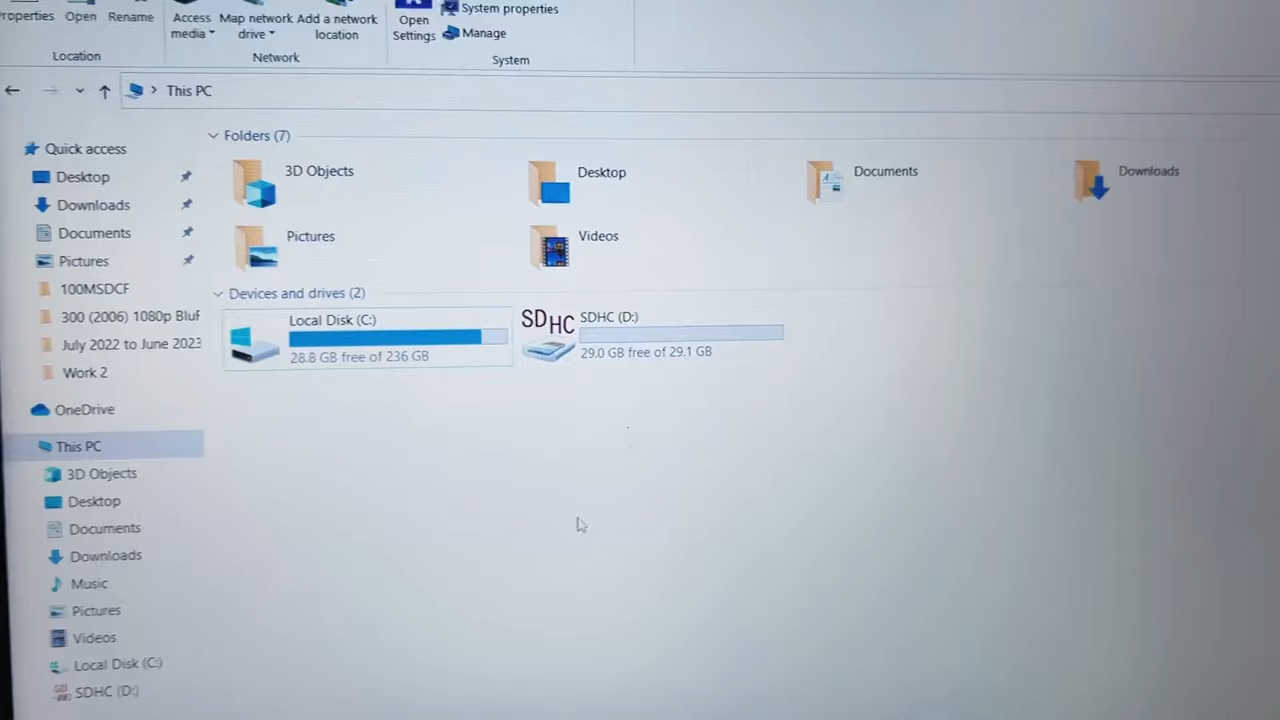 Properties Open Rename
Access media
Map network drive
Add a network location
Open Settings
System properties
Manage
Location
Network
System
This PC
Quick access
Desktop
Downloads
Documents
Pictures
100MSDCF
300 (2006) 1080p Bluf
July 2022 to June 2023
Work 2
OneDrive
This PC
3D Objects
Desktop
Documents
Downloads
Music
Pictures
Videos
Local Disk (C:)
SDHC (D:)
Folders (7)
3D Objects
Desktop
Documents
Downloads
Pictures
Videos
Devices and drives (2)
Local Disk (C:)
28.8 GB free of 236 GB
SDHC
SDHC (D:)
29.0 GB free of 29.1 GB